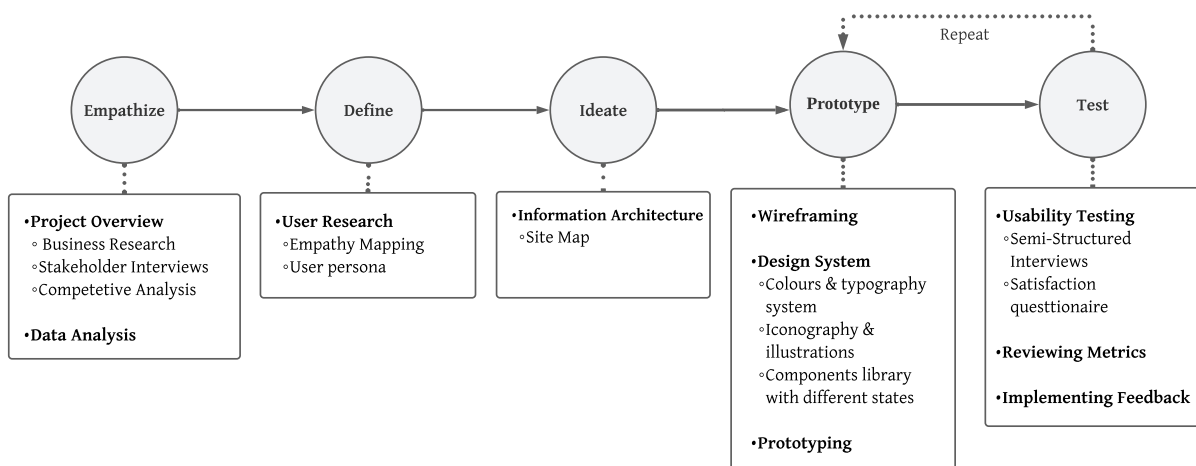 Repeat
Empathize
Define
Ideate
Prototype
Test
•Project Overview
◦ Business Research
◦Stakeholder Interviews
◦Competetive Analysis
•Data Analysis
•User Research
◦Empathy Mapping
◦User persona
•Information Architecture
◦Site Map
•Wireframing
•Design System
◦Colours & typography
system
◦Iconography &
illustrations
◦Components library
with different states
•Prototyping
•Usability Testing
◦Semi-Structured
Interviews
◦Satisfaction
questtionaire
•Reviewing Metrics
•Implementing Feedback